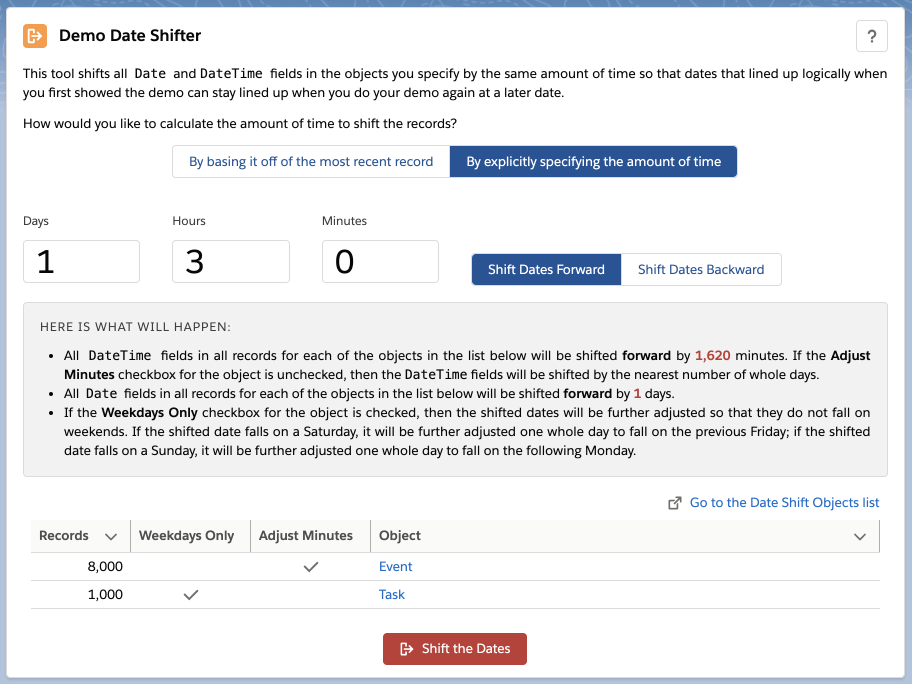 Demo Date Shifter
?
This tool shifts all Date and DateTime fields in the objects you specify by the same amount of time so that dates that lined up logically when
you first showed the demo can stay lined up when you do your demo again at a later date.
How would you like to calculate the amount of time to shift the records?
By basing it off of the most recent record By explicitly specifying the amount of time
Days Hours Minutes
1 3 0
Shift Dates Forward Shift Dates Backward
HERE IS WHAT WILL HAPPEN:
• All DateTime fields in all records for each of the objects in the list below will be shifted forward by 1,620 minutes. If the Adjust
Minutes checkbox for the object is unchecked, then the DateTime fields will be shifted by the nearest number of whole days.
• All Date fields in all records for each of the objects in the list below will be shifted forward by 1 days.
• If the Weekdays Only checkbox for the object is checked, then the shifted dates will be further adjusted so that they do not fall on
weekends. If the shifted date falls on a Saturday, it will be further adjusted one whole day to fall on the previous Friday; if the shifted
date falls on a Sunday, it will be further adjusted one whole day to fall on the following Monday.
Go to the Date Shift Objects list
Records Weekdays Only Adjust Minutes Object
8,000 Event
1,000 Task
Shift the Dates